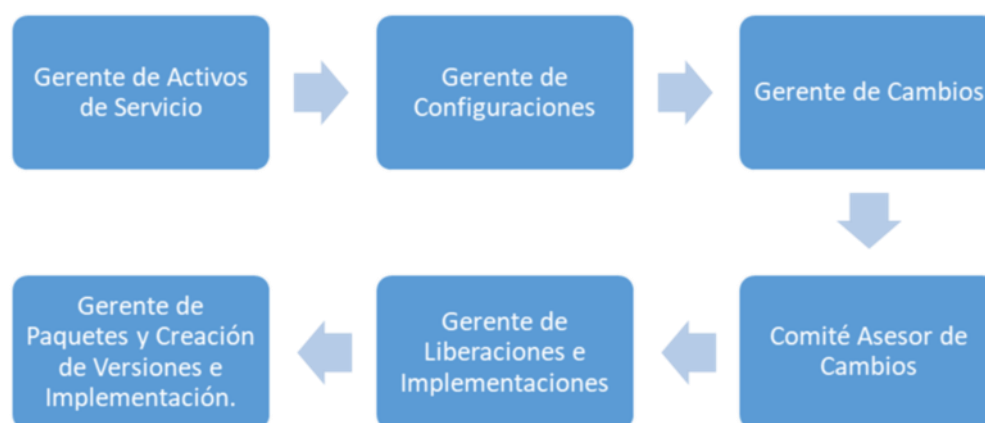 Gerente de Activos
de Servicio
Gerente de
Configuraciones
Gerente de Cambios
Comité Asesor de
Cambios
Gerente de
Liberaciones e
Implementaciones
Gerente de
Paquetes y Creación
de Versiones e
Implementación.